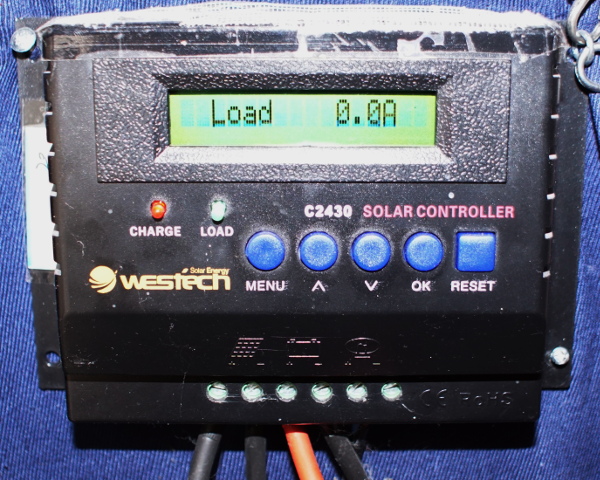 Load 0.0A
C2430 SOLAR CONTROLLER
CHARGE LOAD
Solar Energy
westech
MENU ∧ ∨ OK RESET
CE RoHS